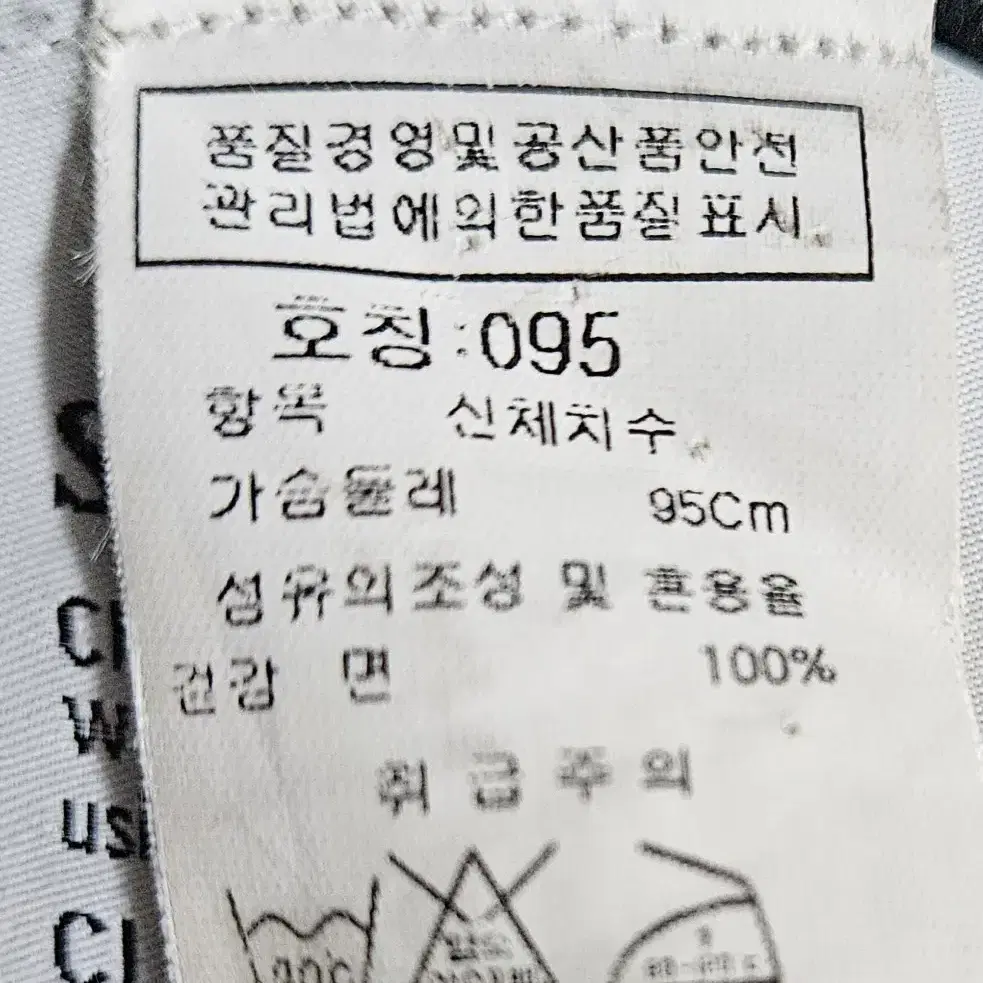 품질경영및공산품안전
관리법에의한품질표시
호칭:095
항목 신체치수
가슴둘레 95Cm
섬유의조성 및 혼용율
겉감 면 100%
취급주의